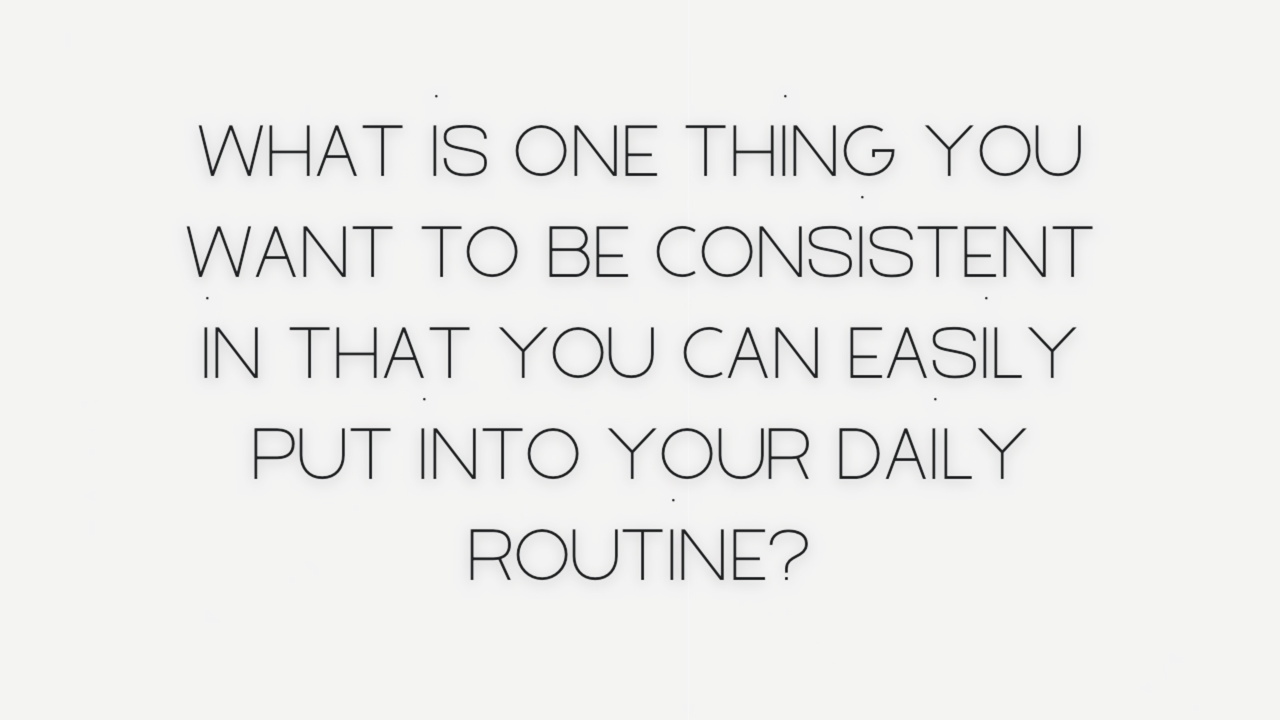 WHAT IS ONE THING YOU
WANT TO BE CONSISTENT
IN THAT YOU CAN EASILY
PUT INTO YOUR DAILY
ROUTINE?